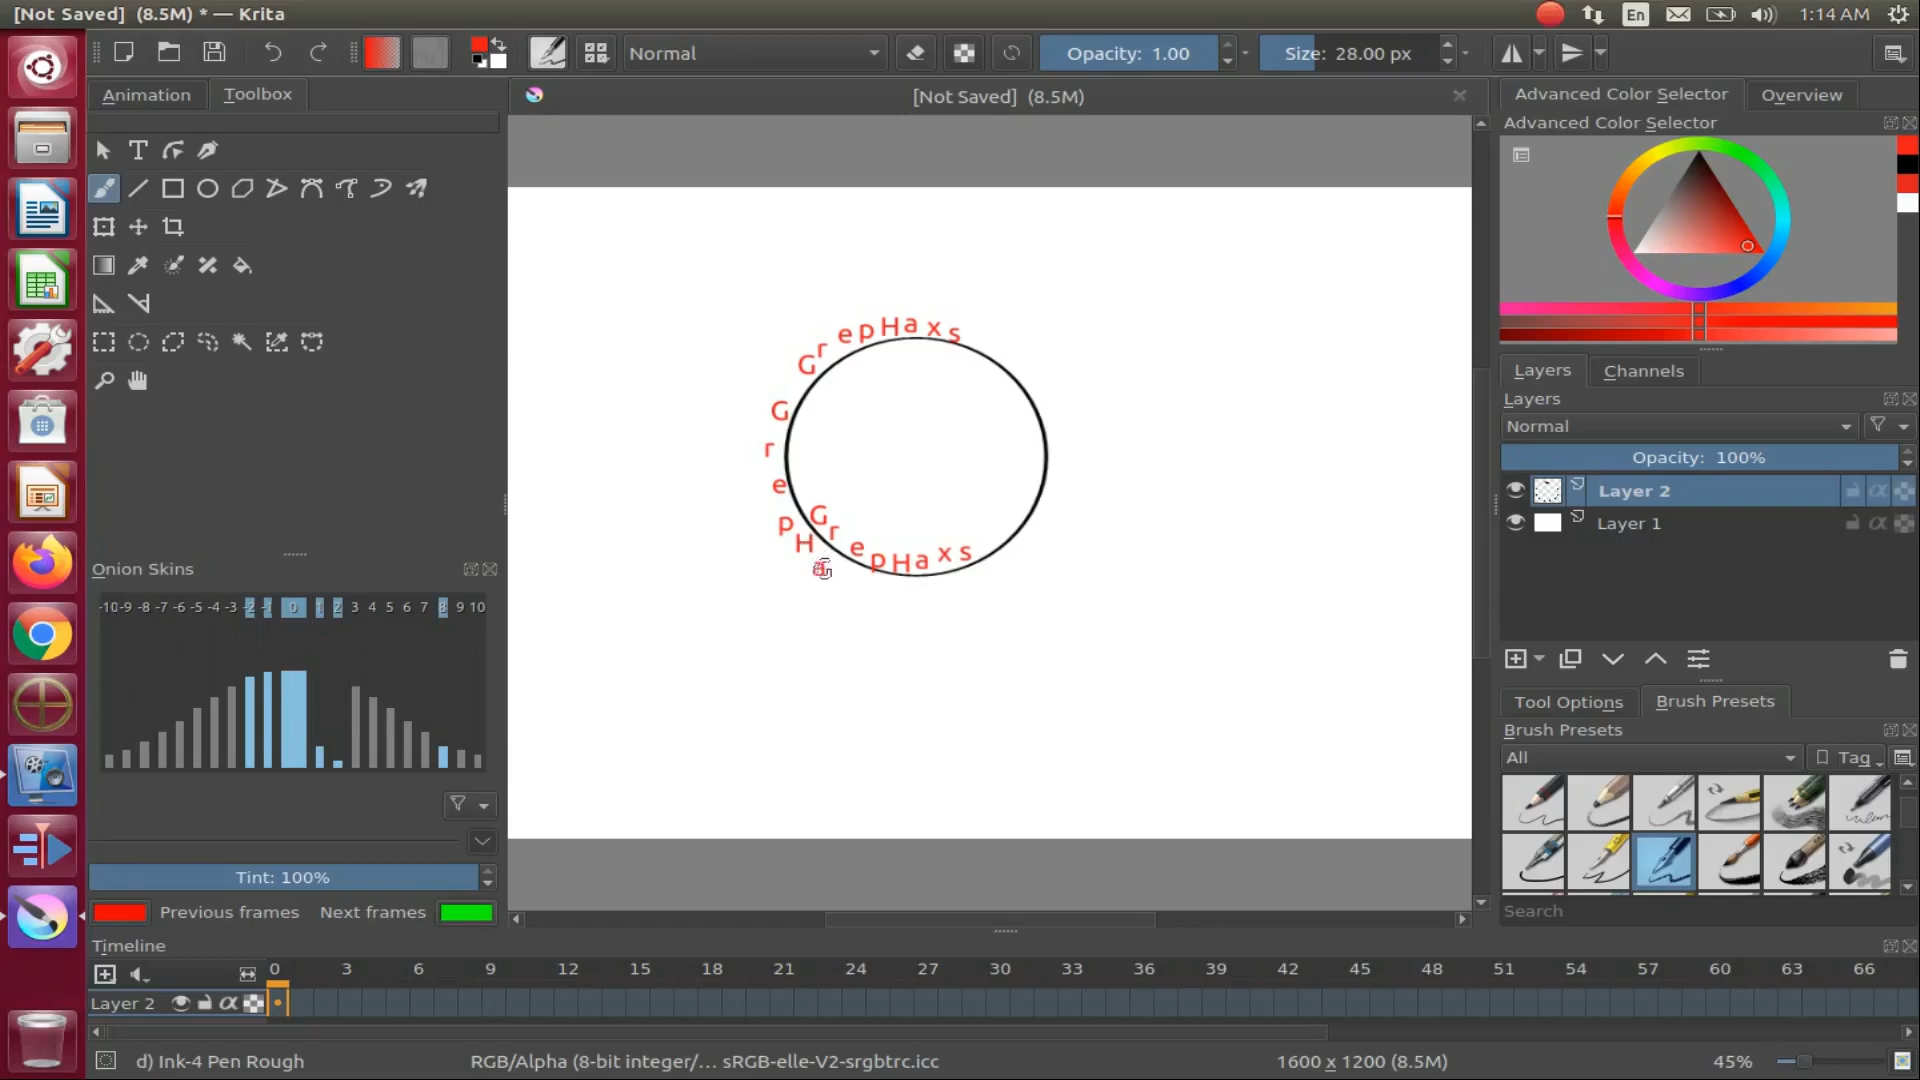 [Not Saved]  (8.5M) * — Krita
En
1:14 AM
Normal
Opacity: 1.00
Size: 28.00 px
Animation
Toolbox
[Not Saved]  (8.5M)
Advanced Color Selector
Overview
Advanced Color Selector
GrepHaxs
GrepHa
GrepHaxs
Layers
Channels
Layers
Normal
Opacity: 100%
Layer 2
Layer 1
Onion Skins
-10 -9 -8 -7 -6 -5 -4 -3 -2 -1 0 1 2 3 4 5 6 7 8 9 10
Tool Options
Brush Presets
Brush Presets
All
Tag
Search
Tint: 100%
Previous frames
Next frames
Timeline
0 3 6 9 12 15 18 21 24 27 30 33 36 39 42 45 48 51 54 57 60 63 66
Layer 2
d) Ink-4 Pen Rough
RGB/Alpha (8-bit integer/... sRGB-elle-V2-srgbtrc.icc
1600 x 1200 (8.5M)
45%